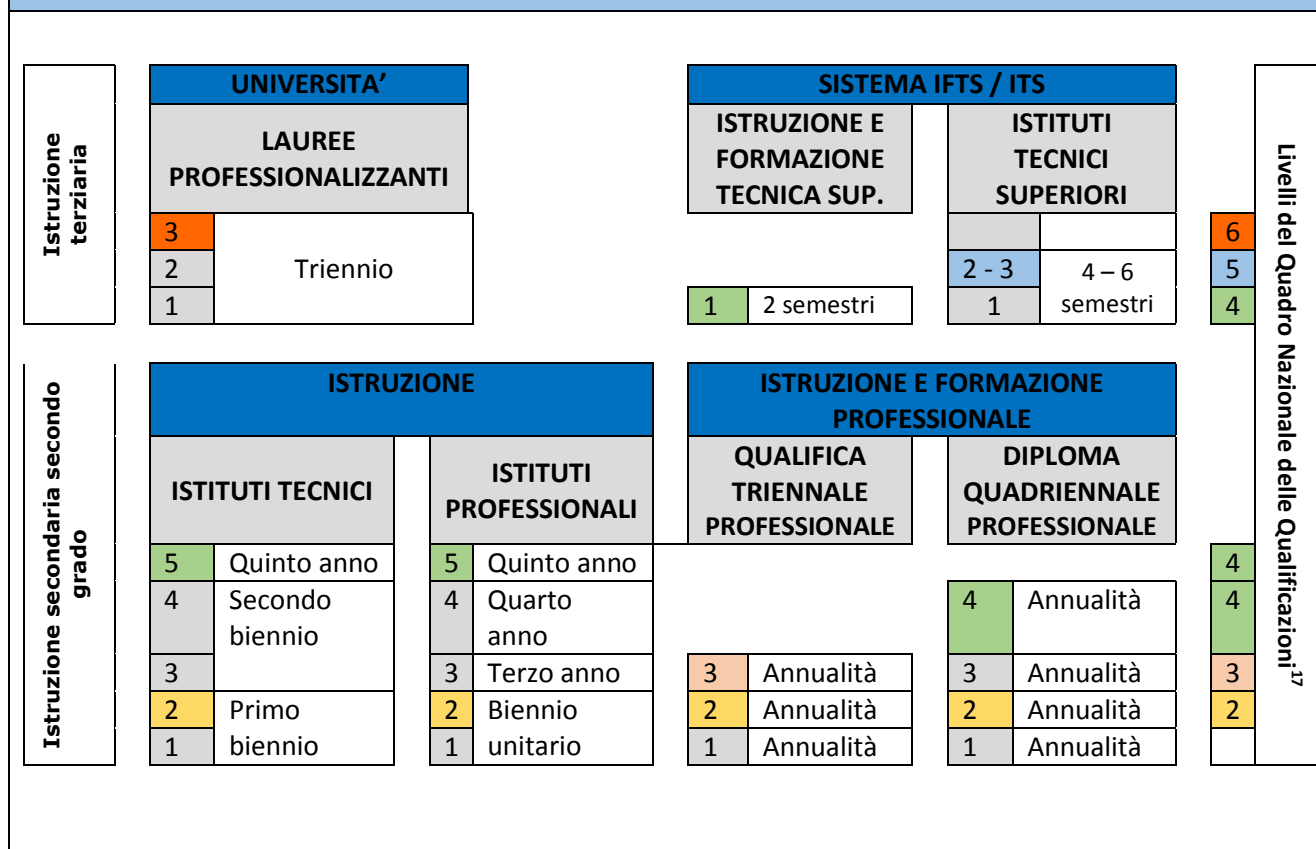 UNIVERSITA’
SISTEMA IFTS / ITS
Istruzione
terziaria
LAUREE
PROFESSIONALIZZANTI
ISTRUZIONE E
FORMAZIONE
TECNICA SUP.
ISTITUTI
TECNICI
SUPERIORI
3
6
2
Triennio
2 - 3
4 – 6
semestri
5
1
1
2 semestri
1
4
Livelli del Quadro Nazionale delle Qualificazioni17
Istruzione secondaria secondo
grado
ISTRUZIONE
ISTRUZIONE E FORMAZIONE
PROFESSIONALE
ISTITUTI TECNICI
ISTITUTI
PROFESSIONALI
QUALIFICA
TRIENNALE
PROFESSIONALE
DIPLOMA
QUADRIENNALE
PROFESSIONALE
5
Quinto anno
5
Quinto anno
4
4
Secondo
biennio
4
Quarto
anno
4
Annualità
4
3
3
Terzo anno
3
Annualità
3
Annualità
3
2
Primo
biennio
2
Biennio
unitario
2
Annualità
2
Annualità
2
1
1
1
Annualità
1
Annualità